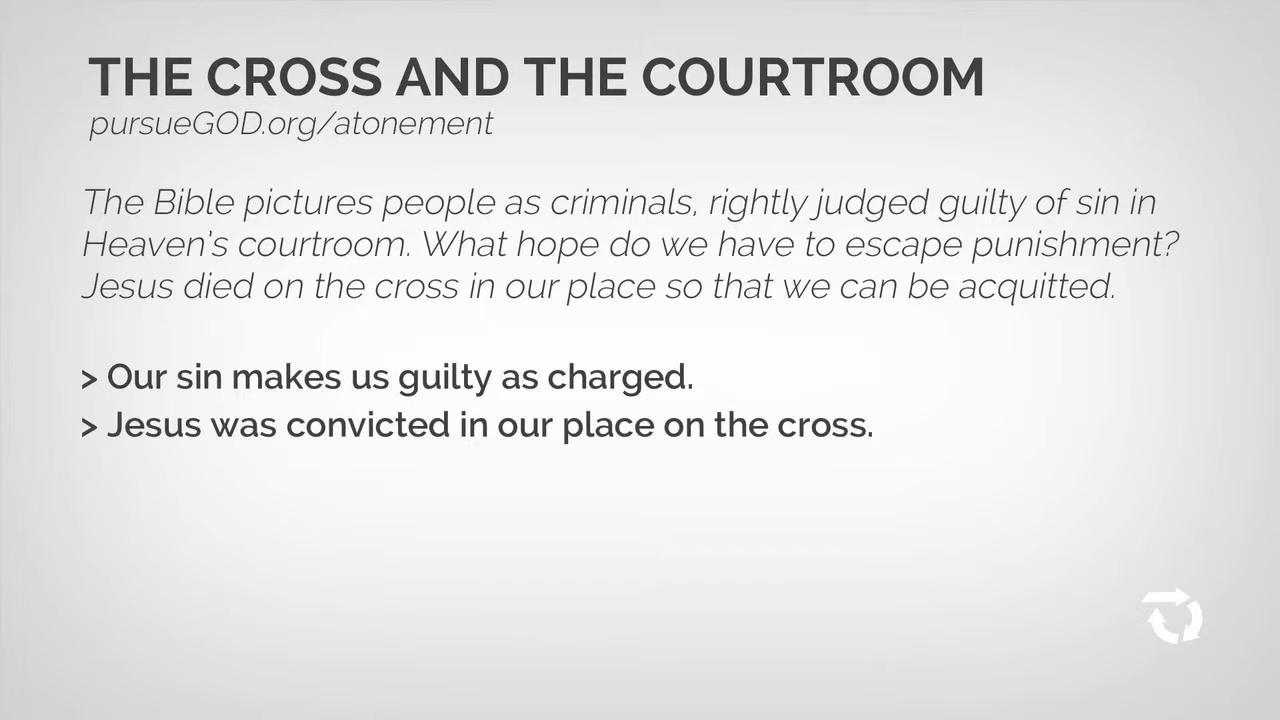 THE CROSS AND THE COURTROOM
pursueGOD.org/atonement
The Bible pictures people as criminals, rightly judged guilty of sin in
Heaven's courtroom. What hope do we have to escape punishment?
Jesus died on the cross in our place so that we can be acquitted.
> Our sin makes us guilty as charged.
> Jesus was convicted in our place on the cross.